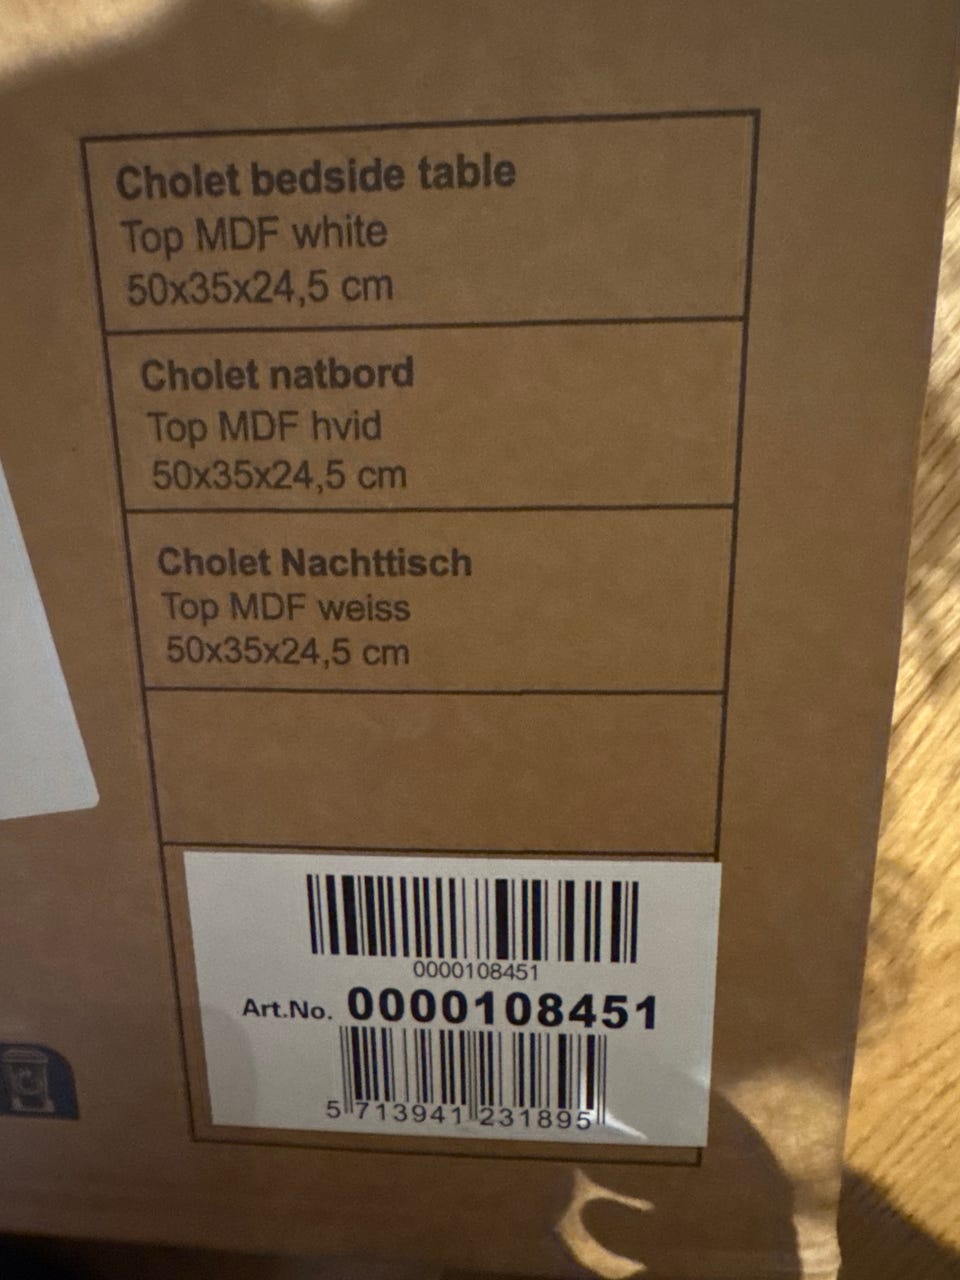 Cholet bedside table
Top MDF white
50x35x24,5 cm
Cholet natbord
Top MDF hvid
50x35x24,5 cm
Cholet Nachttisch
Top MDF weiss
50x35x24,5 cm
0000108451
Art.No. 0000108451
5 713941 231895